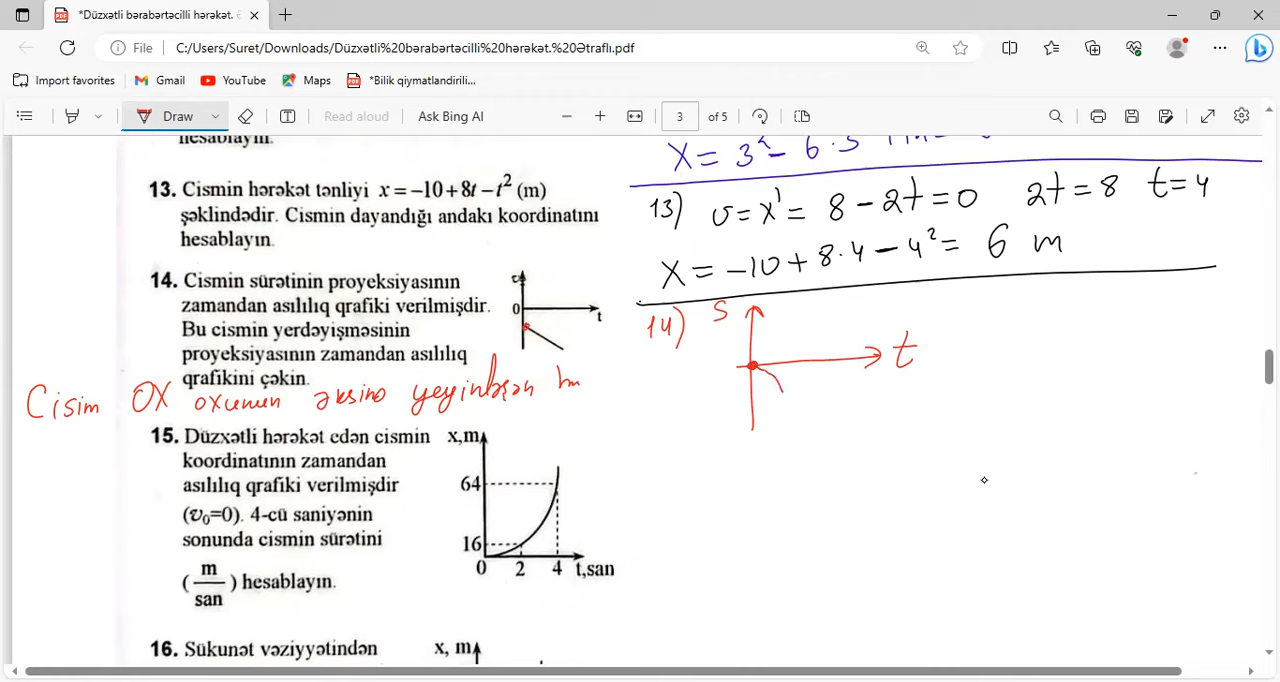 *Düzxətli bərabərtəcilli hərəkət. Ə
File
C:/Users/Suret/Downloads/Düzxətli%20bərabərtəcilli%20hərəkət.%20Ətraflı.pdf
Import favorites
Gmail
YouTube
Maps
*Bilik qiymatlandirili...
Draw
Read aloud
Ask Bing AI
3
of 5
hesablayın.
13. Cismin hərəkət tənliyi x = −10 + 8t − t² (m)
şəklindədir. Cismin dayandığı andakı koordinatını
hesablayın.
14. Cismin sürətinin proyeksiyasının
zamandan asılılıq qrafiki verilmişdir.
Bu cismin yerdəyişməsinin
proyeksiyasının zamandan asılılıq
qrafikini çəkin.
0
t
Cisim OX oxunun əksinə yeyinləşən
15. Düzxətli hərəkət edən cismin
koordinatının zamandan
asılılıq qrafiki verilmişdir
(v₀=0). 4-cü saniyənin
sonunda cismin sürətini
(m/san) hesablayın.
x,m
64
16
0 2 4 t,san
16. Sükunət vəziyyətindən
x, m
X = 3² − 6·3
13) v = x' = 8 − 2t = 0 2t = 8 t = 4
X = −10 + 8·4 − 4² = 6 m
14) S
t